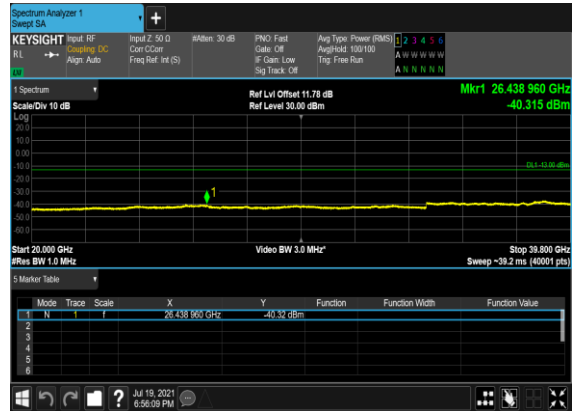 Spectrum Analyzer 1
Swept SA
KEYSIGHT Input: RF Input Z: 50 Ω #Atten: 30 dB PNO: Fast Avg Type: Power (RMS) 1 2 3 4 5 6
RL Coupling: DC Corr CCorr Gate: Off Avg|Hold: 100/100 A W W W W W
Align: Auto Freq Ref: Int (S) IF Gain: Low Trig: Free Run
Sig Track: Off A N N N N N
1 Spectrum Ref Lvl Offset 11.78 dB Mkr1 26.438 960 GHz
Scale/Div 10 dB Ref Level 30.00 dBm -40.315 dBm
Log
20.0
10.0
0.00
-10.0 DL1 -13.00 dBm
-20.0
-30.0 1
-40.0
-50.0
-60.0
Start 20.000 GHz Video BW 3.0 MHz* Stop 39.800 GHz
#Res BW 1.0 MHz Sweep ~39.2 ms (40001 pts)
5 Marker Table
Mode Trace Scale X Y Function Function Width Function Value
1 N 1 f 26.438 960 GHz -40.32 dBm
2
3
4
5
6
? Jul 19, 2021
6:56:09 PM